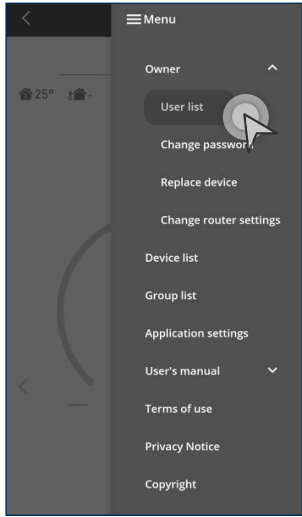 Menu
Owner
25°
User list
Change password
Replace device
Change router settings
Device list
Group list
Application settings
User's manual
Terms of use
Privacy Notice
Copyright